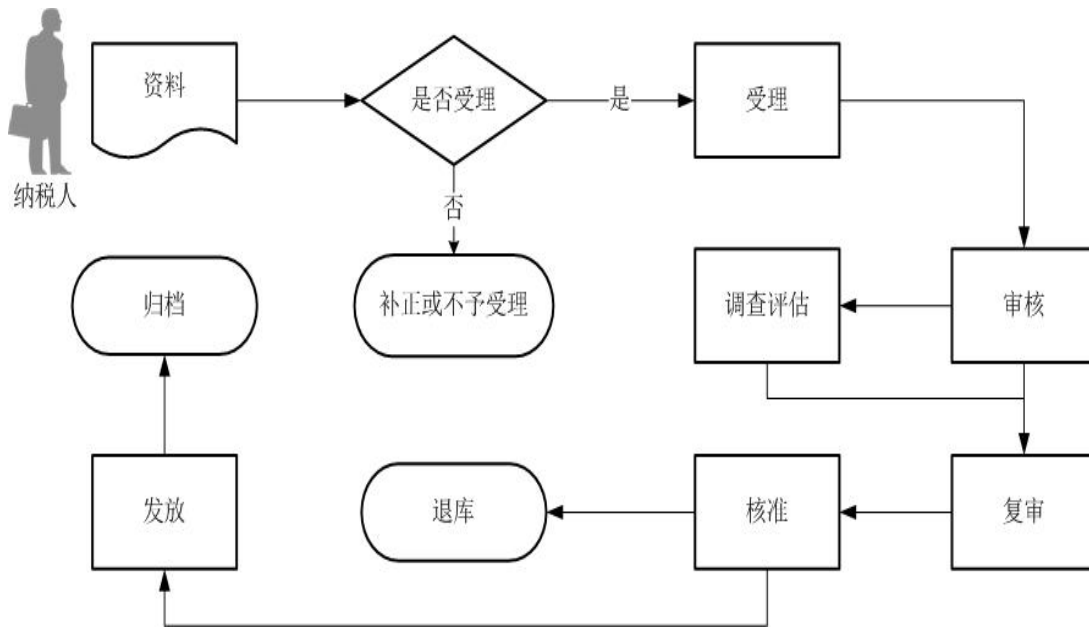 资料
是否受理
是
受理
纳税人
否
归档
补正或不予受理
调查评估
审核
发放
退库
核准
复审